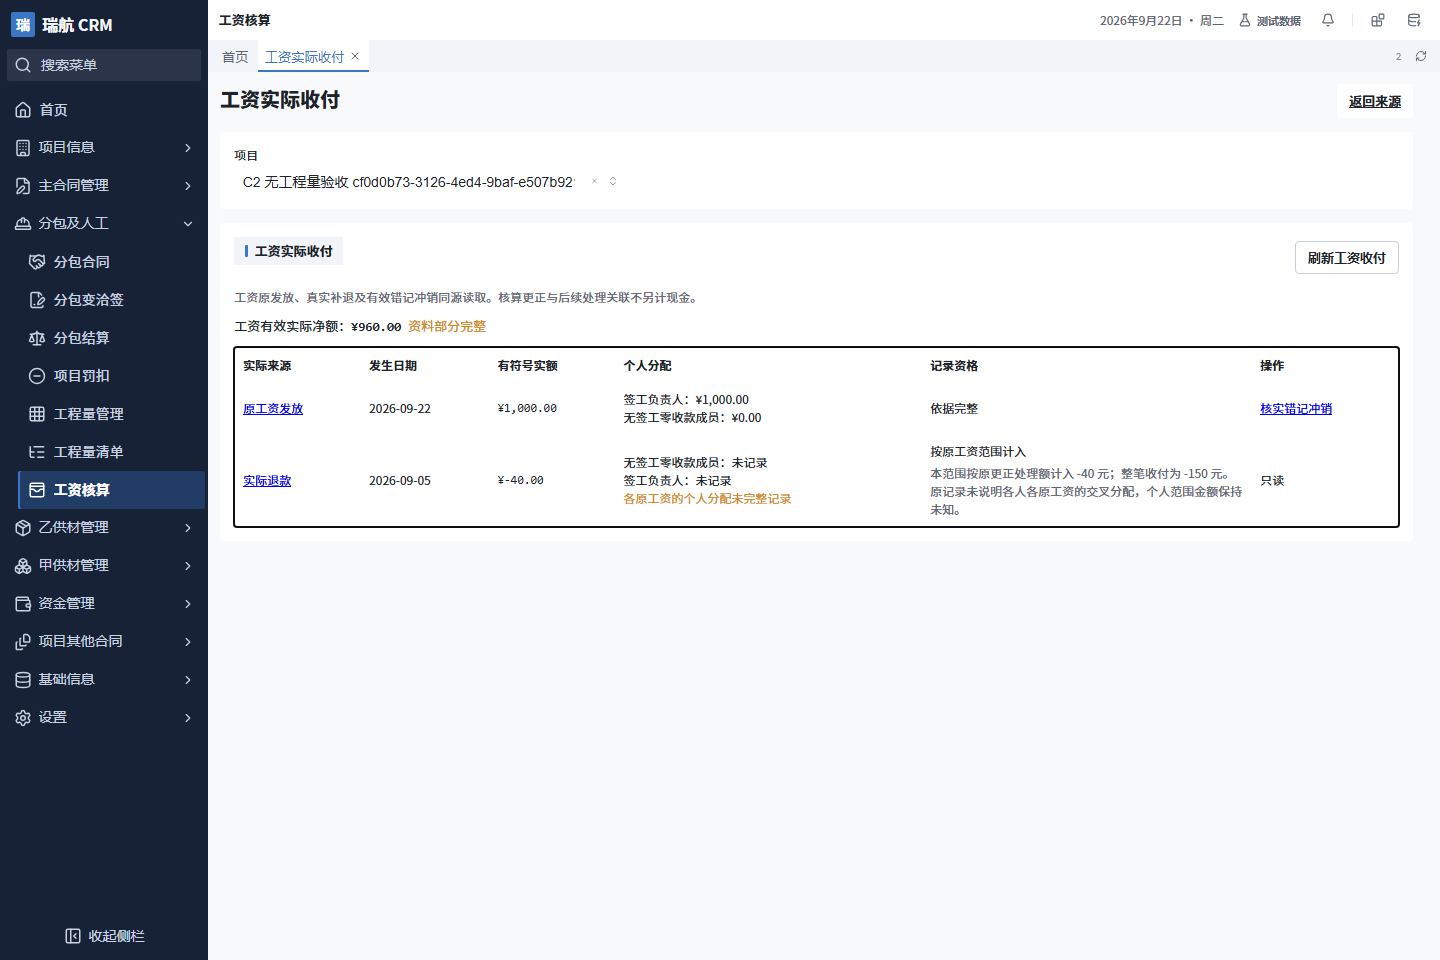 瑞 瑞航 CRM
搜索菜单
首页
项目信息
主合同管理
分包及人工
分包合同
分包变洽签
分包结算
项目罚扣
工程量管理
工程量清单
工资核算
乙供材管理
甲供材管理
资金管理
项目其他合同
基础信息
设置
收起侧栏
工资核算
2026年9月22日 • 周二 测试数据
首页 工资实际收付 ×
2
工资实际收付
返回来源
项目
C2 无工程量验收 cf0d0b73-3126-4ed4-9baf-e507b92 ×
工资实际收付
刷新工资收付
工资原发放、真实补退及有效错记冲销同源读取。核算更正与后续处理关联不另计现金。
工资有效实际净额：¥960.00 资料部分完整
实际来源 发生日期 有符号实额 个人分配 记录资格 操作
原工资发放 2026-09-22 ¥1,000.00 签工负责人：¥1,000.00 依据完整 核实错记冲销
无签工零收款成员：¥0.00
实际退款 2026-09-05 ¥-40.00 无签工零收款成员：未记录
签工负责人：未记录
各原工资的个人分配未完整记录
按原工资范围计入
本范围按原更正处理额计入 -40 元；整笔收付为 -150 元。
原记录未说明各人各原工资的交叉分配，个人范围金额保持
未知。
只读